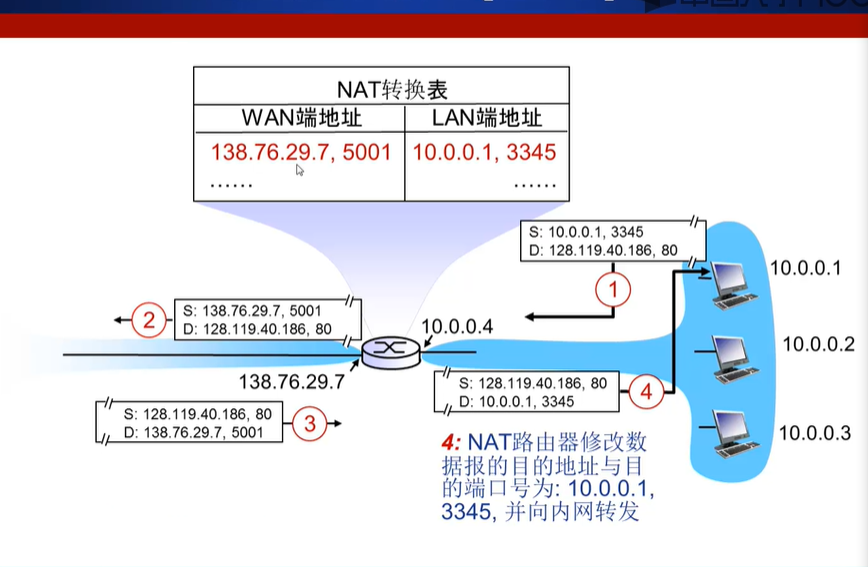 NAT转换表
WAN端地址 LAN端地址
138.76.29.7, 5001 10.0.0.1, 3345
…… ……
S: 10.0.0.1, 3345
D: 128.119.40.186, 80
1
10.0.0.1
S: 138.76.29.7, 5001
D: 128.119.40.186, 80
2
10.0.0.4
10.0.0.2
138.76.29.7
S: 128.119.40.186, 80
D: 10.0.0.1, 3345
4
S: 128.119.40.186, 80
D: 138.76.29.7, 5001
3
10.0.0.3
4: NAT路由器修改数
据报的目的地址与目
的端口号为: 10.0.0.1,
3345, 并向内网转发